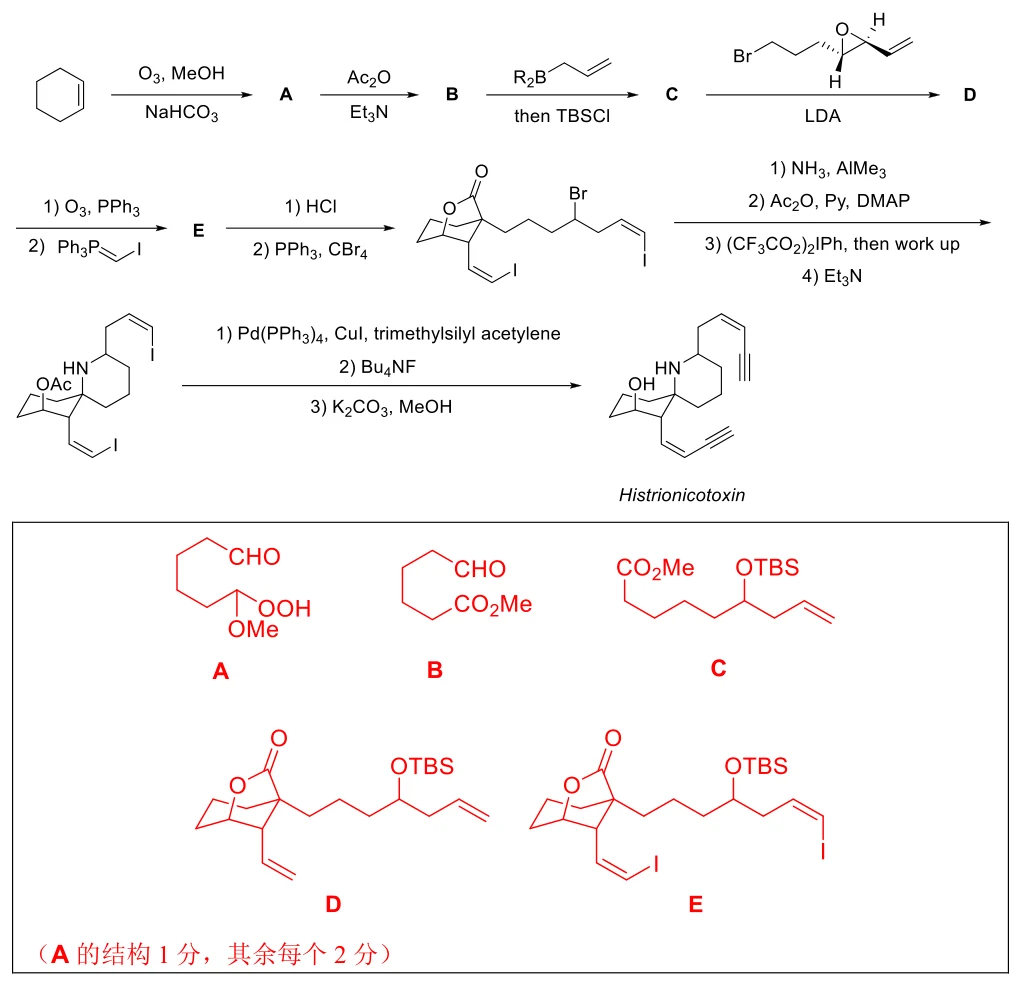 O₃, MeOH
NaHCO₃
A
Ac₂O
Et₃N
B
R₂B
then TBSCl
C
Br
O
H
H
LDA
D
1) O₃, PPh₃
2) Ph₃P I
E
1) HCl
2) PPh₃, CBr₄
O
O
Br
I
I
1) NH₃, AlMe₃
2) Ac₂O, Py, DMAP
3) (CF₃CO₂)₂IPh, then work up
4) Et₃N
I
HN
OAc
I
1) Pd(PPh₃)₄, CuI, trimethylsilyl acetylene
2) Bu₄NF
3) K₂CO₃, MeOH
HN
OH
Histrionicotoxin
CHO
OOH
OMe
A
CHO
CO₂Me
B
CO₂Me
OTBS
C
O
O
OTBS
D
O
O
OTBS
I
I
E
（A 的结构 1 分，其余每个 2 分）